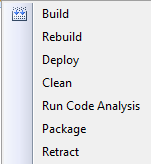 Build
Rebuild
Deploy
Clean
Run Code Analysis
Package
Retract